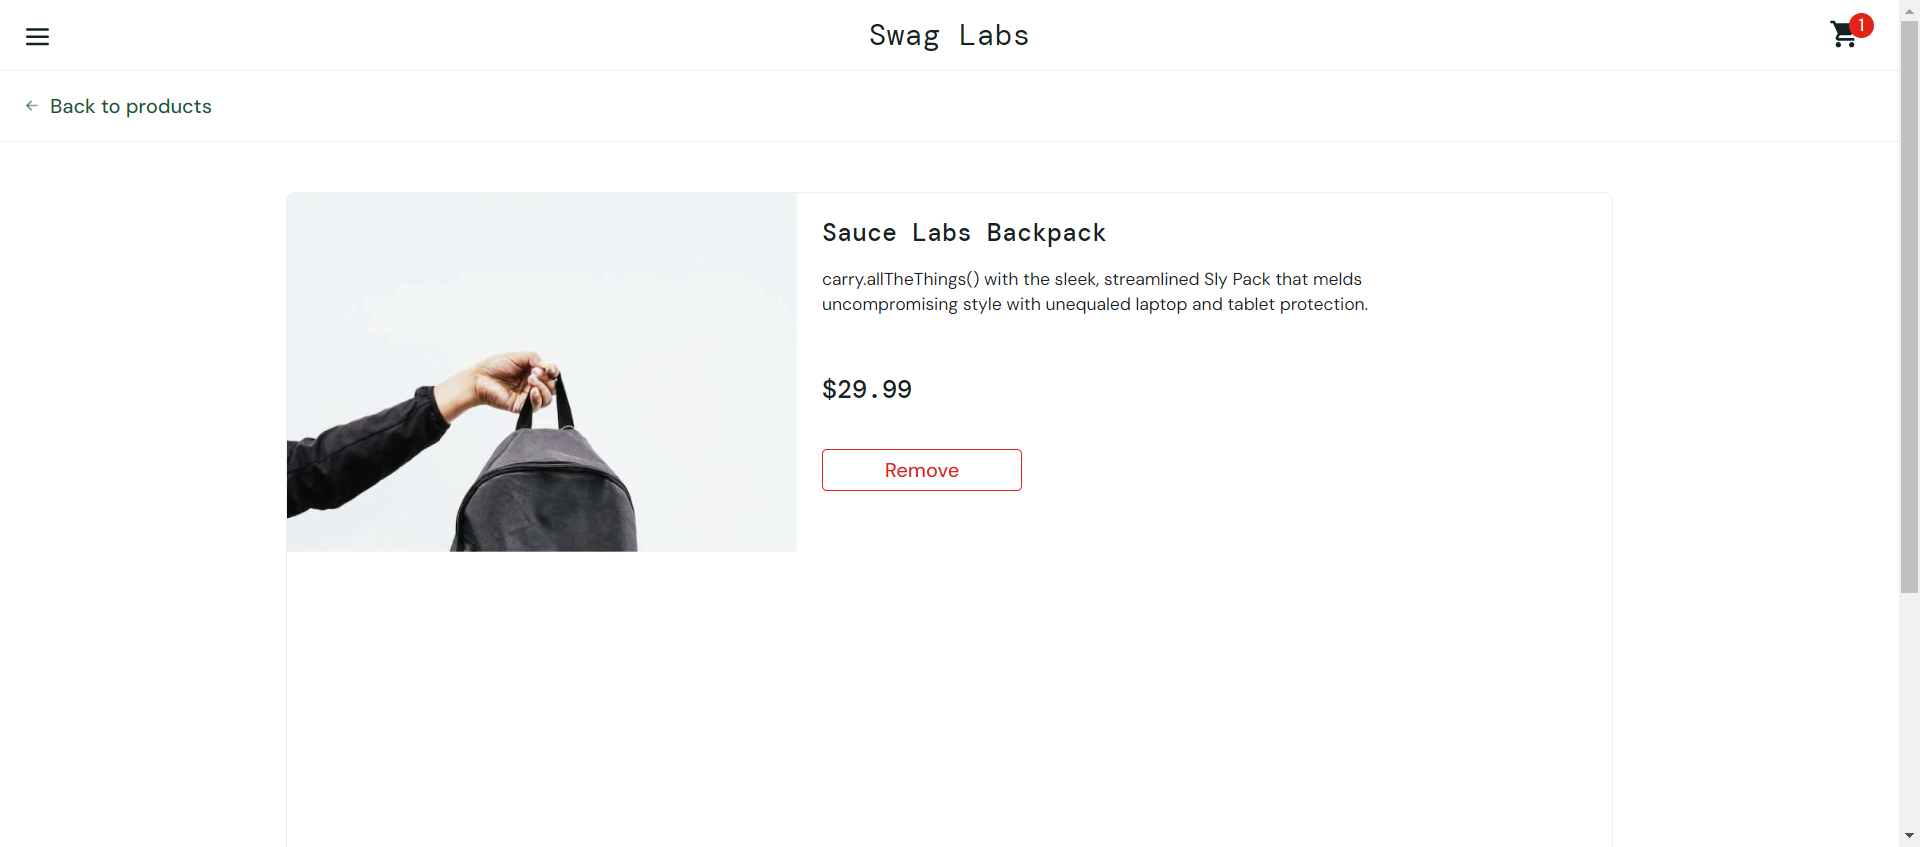 Swag Labs
1
Back to products
Sauce Labs Backpack
carry.allTheThings() with the sleek, streamlined Sly Pack that melds
uncompromising style with unequaled laptop and tablet protection.
$29.99
Remove